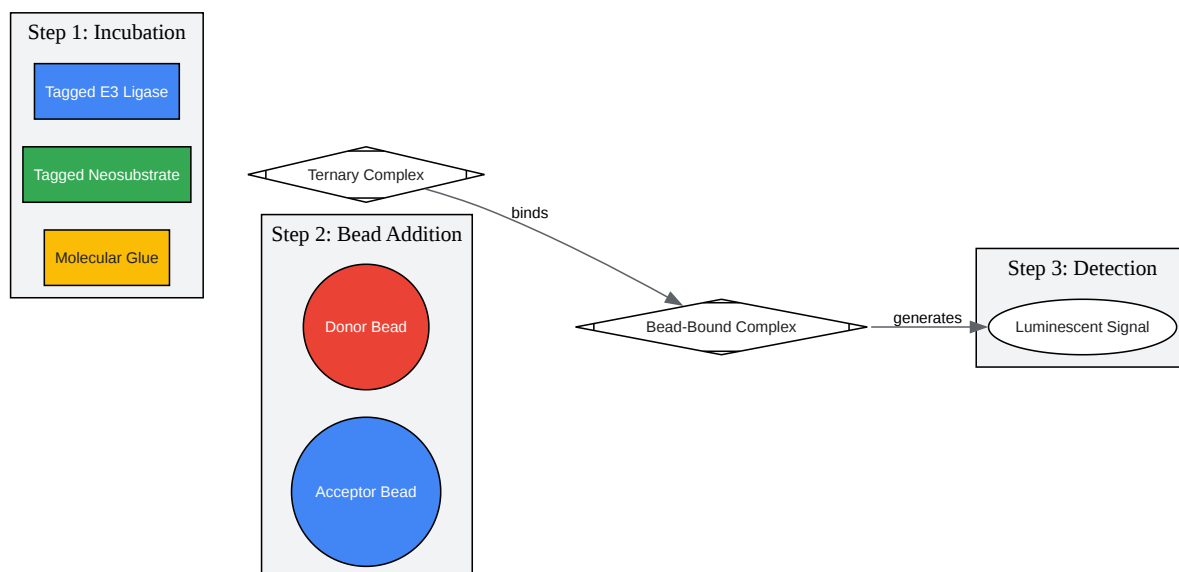 Step 1: Incubation
Tagged E3 Ligase
Tagged Neosubstrate
Molecular Glue
Ternary Complex
binds
Step 2: Bead Addition
Donor Bead
Acceptor Bead
Bead-Bound Complex
generates
Step 3: Detection
Luminescent Signal